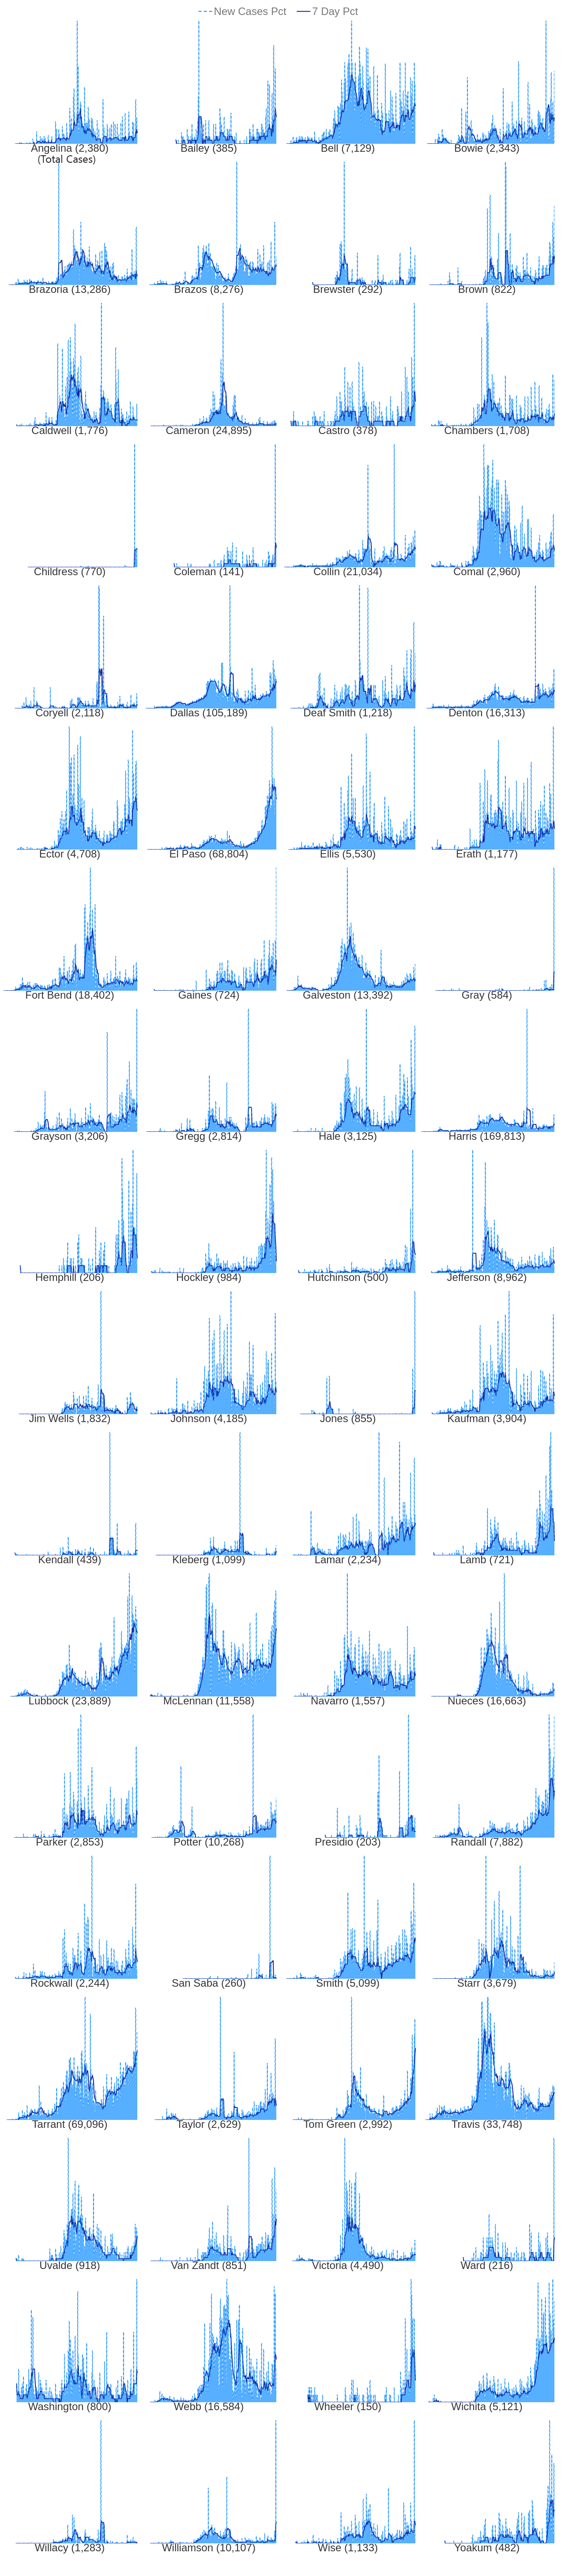 New Cases Pct 7 Day Pct
Angelina (2,380) Bailey (385) Bell (7,129) Bowie (2,343)
(Total Cases)
Brazoria (13,286) Brazos (8,276) Brewster (292) Brown (822)
Caldwell (1,776) Cameron (24,895) Castro (378) Chambers (1,708)
Childress (770) Coleman (141) Collin (21,034) Comal (2,960)
Coryell (2,118) Dallas (105,189) Deaf Smith (1,218) Denton (16,313)
Ector (4,708) El Paso (68,804) Ellis (5,530) Erath (1,177)
Fort Bend (18,402) Gaines (724) Galveston (13,392) Gray (584)
Grayson (3,206) Gregg (2,814) Hale (3,125) Harris (169,813)
Hemphill (206) Hockley (984) Hutchinson (500) Jefferson (8,962)
Jim Wells (1,832) Johnson (4,185) Jones (855) Kaufman (3,904)
Kendall (439) Kleberg (1,099) Lamar (2,234) Lamb (721)
Lubbock (23,889) McLennan (11,558) Navarro (1,557) Nueces (16,663)
Parker (2,853) Potter (10,268) Presidio (203) Randall (7,882)
Rockwall (2,244) San Saba (260) Smith (5,099) Starr (3,679)
Tarrant (69,096) Taylor (2,629) Tom Green (2,992) Travis (33,748)
Uvalde (918) Van Zandt (851) Victoria (4,490) Ward (216)
Washington (800) Webb (16,584) Wheeler (150) Wichita (5,121)
Willacy (1,283) Williamson (10,107) Wise (1,133) Yoakum (482)